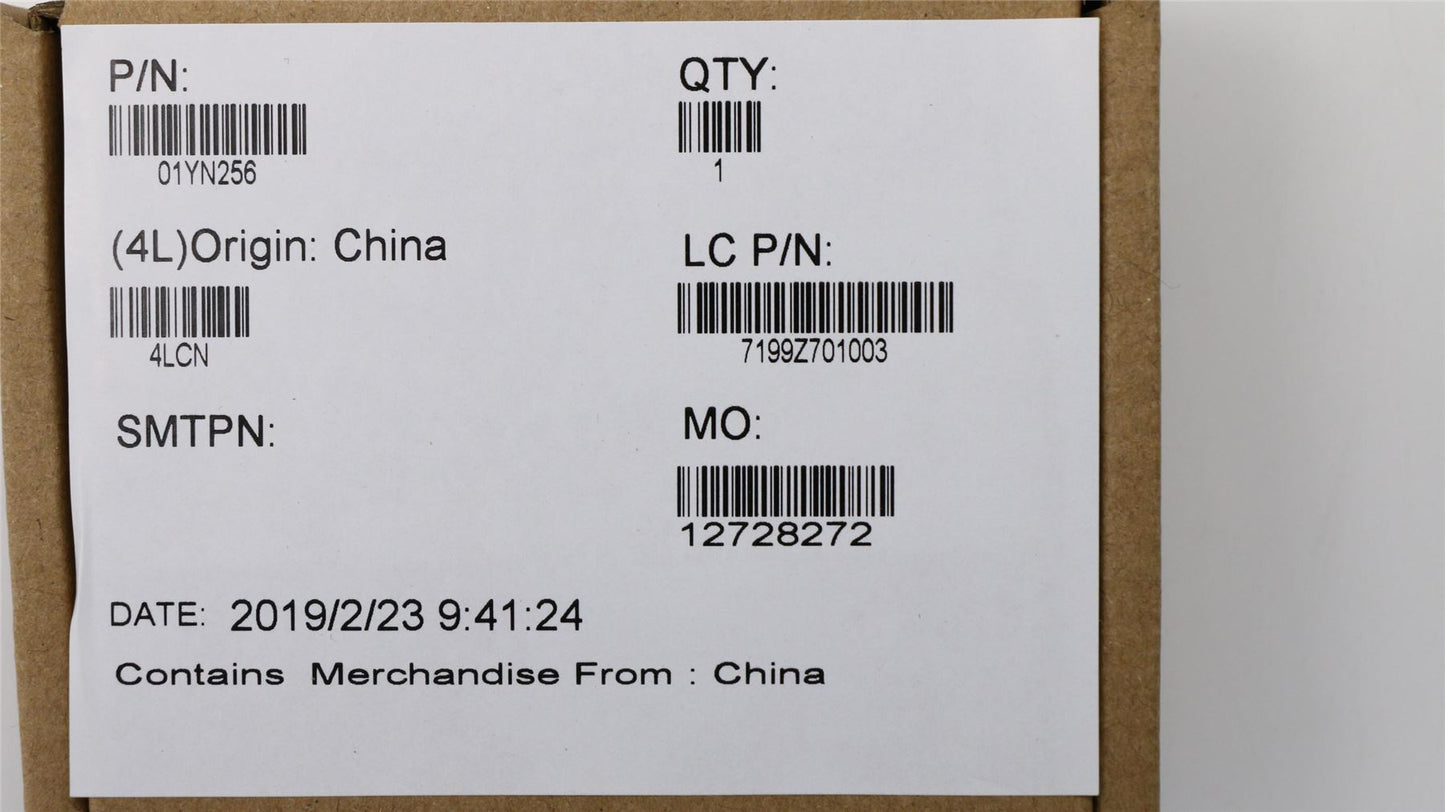 P/N:
01YN256
QTY:
1
(4L)Origin: China
4LCN
LC P/N:
7199Z701003
SMTPN:
MO:
12728272
DATE: 2019/2/23 9:41:24
Contains Merchandise From : China